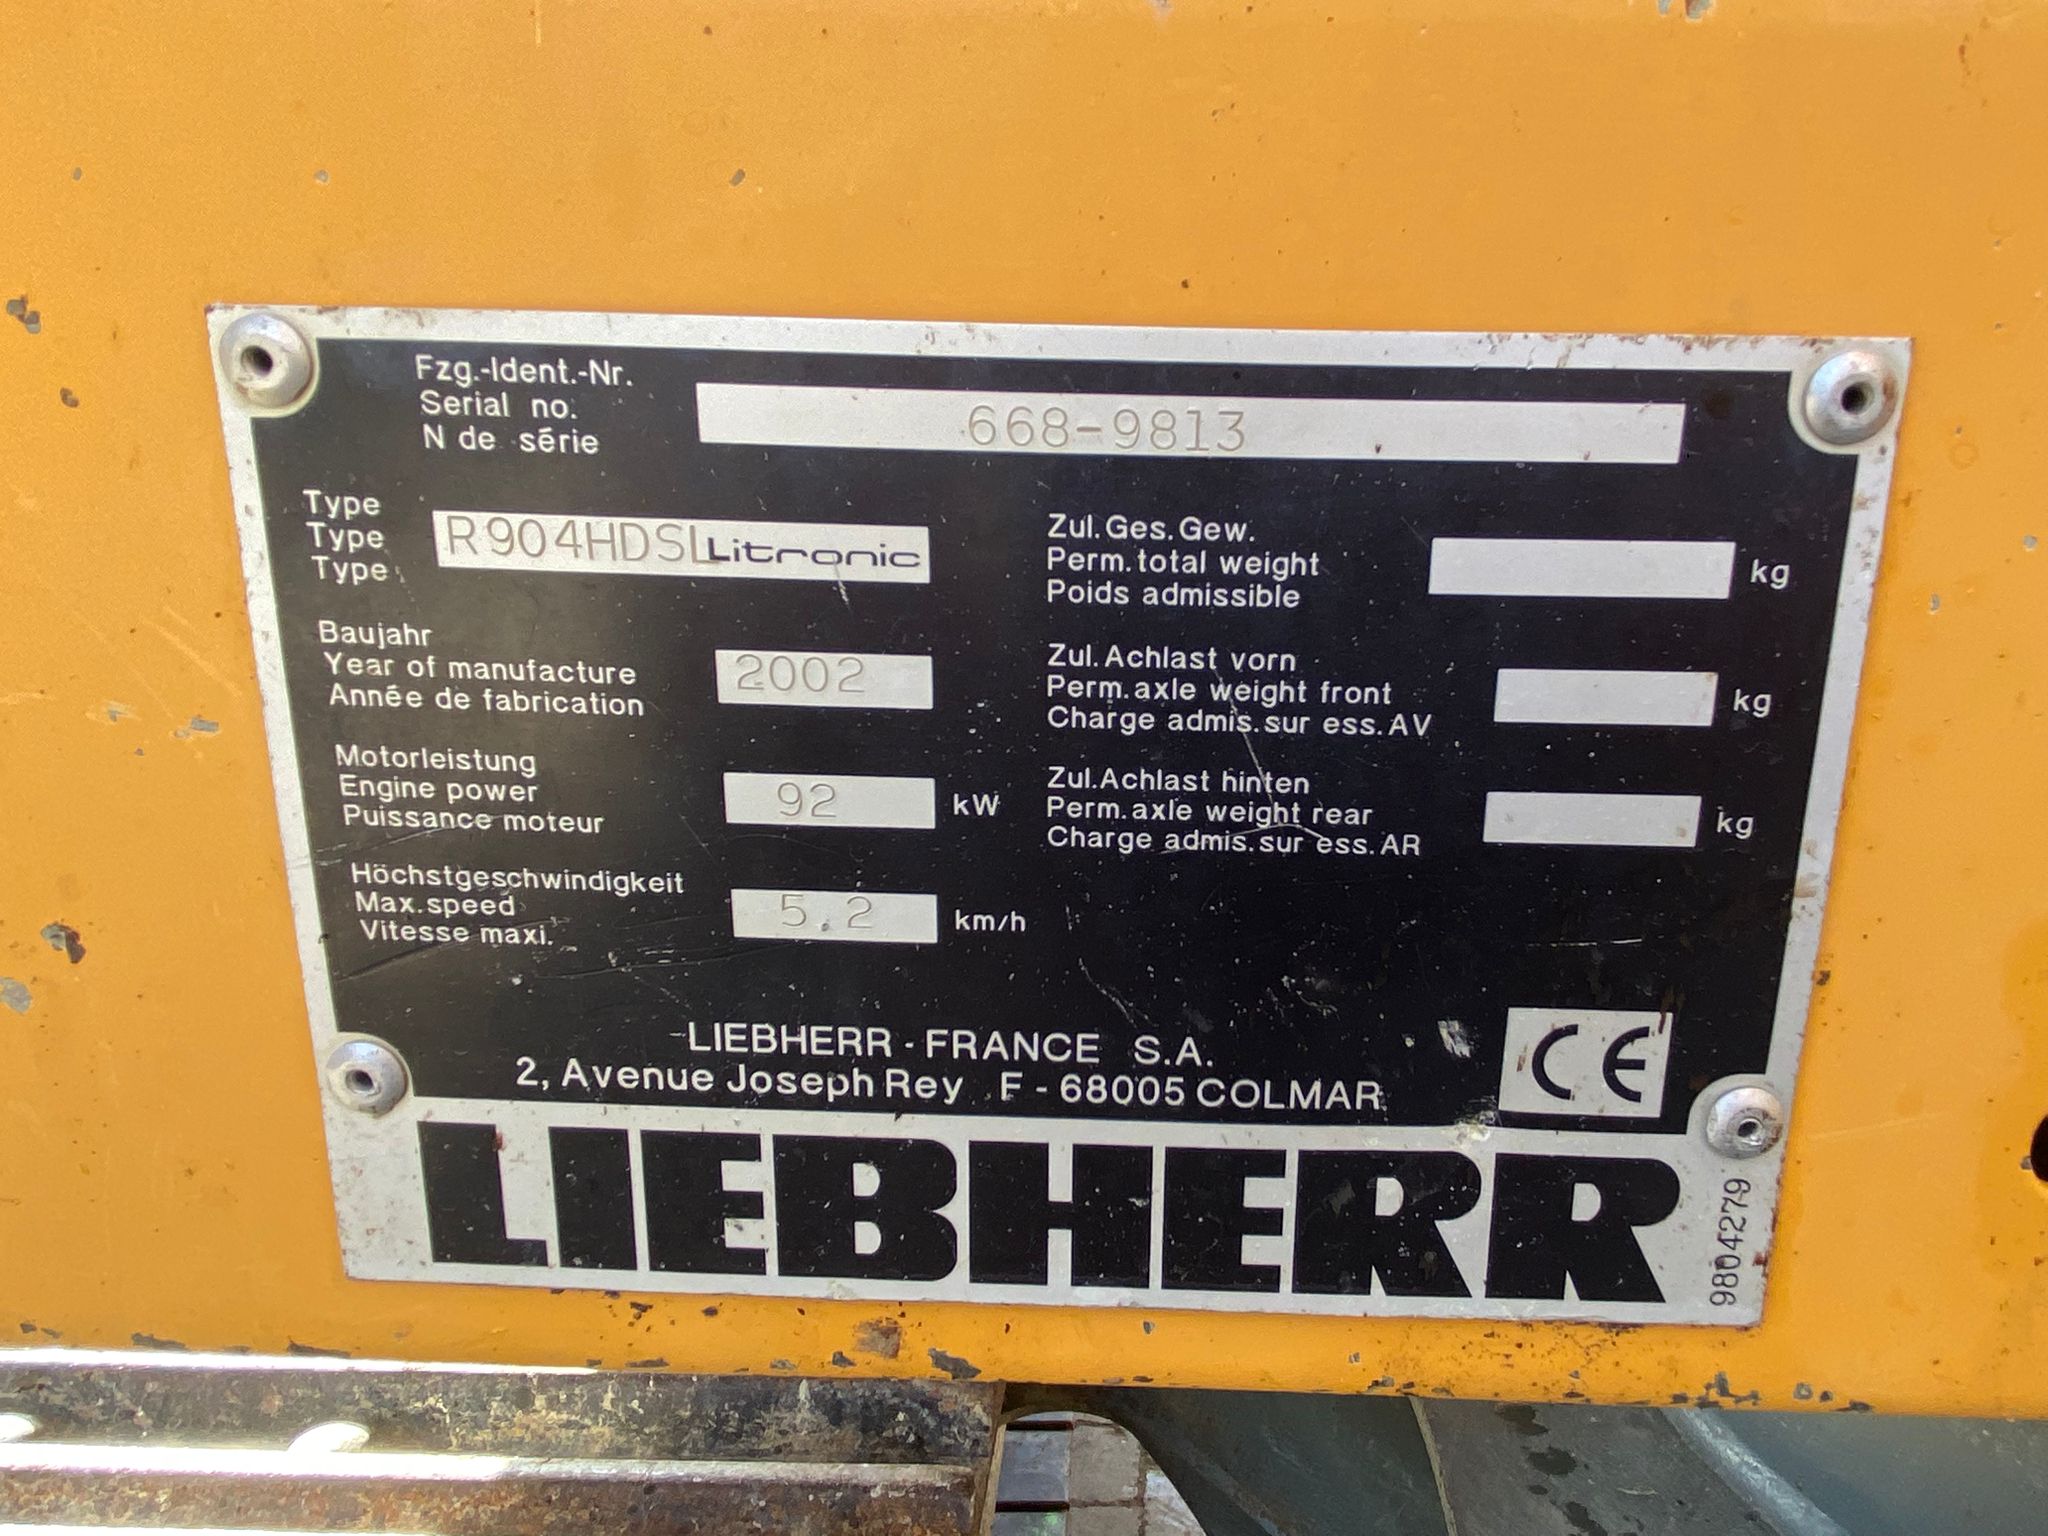 Fzg.-Ident.-Nr.
Serial no.
N de série
668-9813
Type
Type
Type
R904HDSL Litronic
Baujahr
Year of manufacture
Année de fabrication
2002
Motorleistung
Engine power
Puissance moteur
92 kW
Höchstgeschwindigkeit
Max.speed
Vitesse maxi.
5.2 km/h
Zul.Ges.Gew.
Perm.total weight
Poids admissible
kg
Zul.Achlast vorn
Perm.axle weight front
Charge admis.sur ess.AV
kg
Zul.Achlast hinten
Perm.axle weight rear
Charge admis.sur ess.AR
kg
LIEBHERR - FRANCE S.A.
2, Avenue Joseph Rey F - 68005 COLMAR
CE
LIEBHERR
9804279